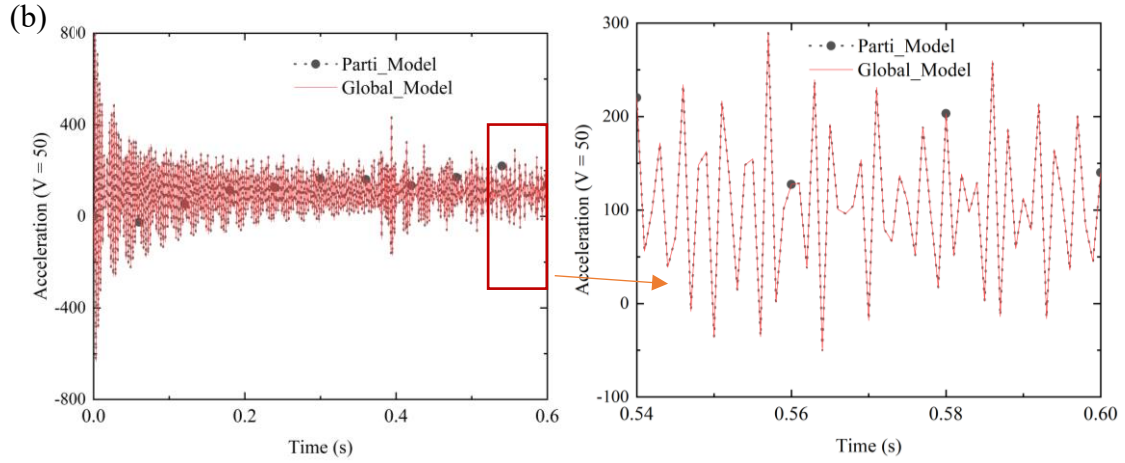 (b)
800
400
0
-400
-800
Acceleration (V = 50)
Parti_Model
Global_Model
0.0
0.2
0.4
0.6
Time (s)
300
200
100
0
-100
Acceleration (V = 50)
Parti_Model
Global_Model
0.54
0.56
0.58
0.60
Time (s)